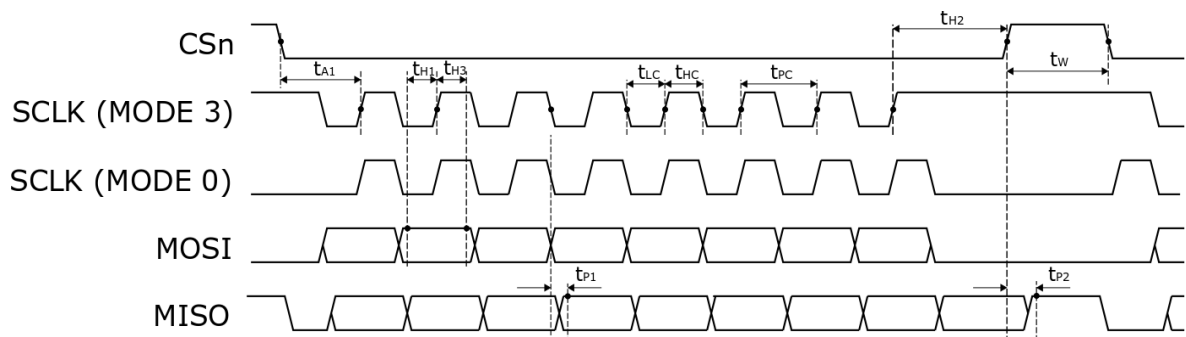 CSn
tH2
tW
tA1 tH1 tH3 tLC tHC tPC
SCLK (MODE 3)
SCLK (MODE 0)
MOSI
tP1 tP2
MISO